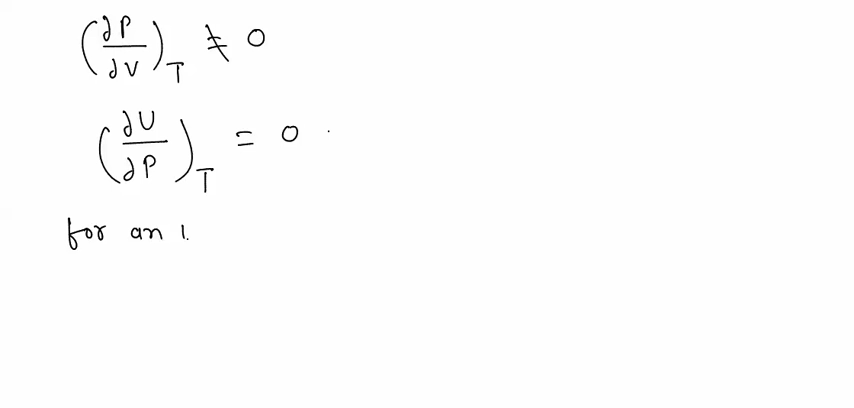 (∂P/∂V)_T ≠ 0
(∂U/∂P)_T = 0
for an i